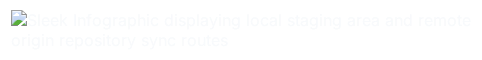 Sleek infographic displaying local staging area and remote
origin repository sync routes